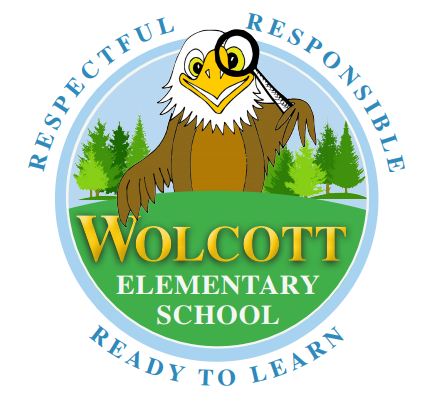 RESPECTFUL
RESPONSIBLE
WOLCOTT
ELEMENTARY
SCHOOL
READY TO LEARN